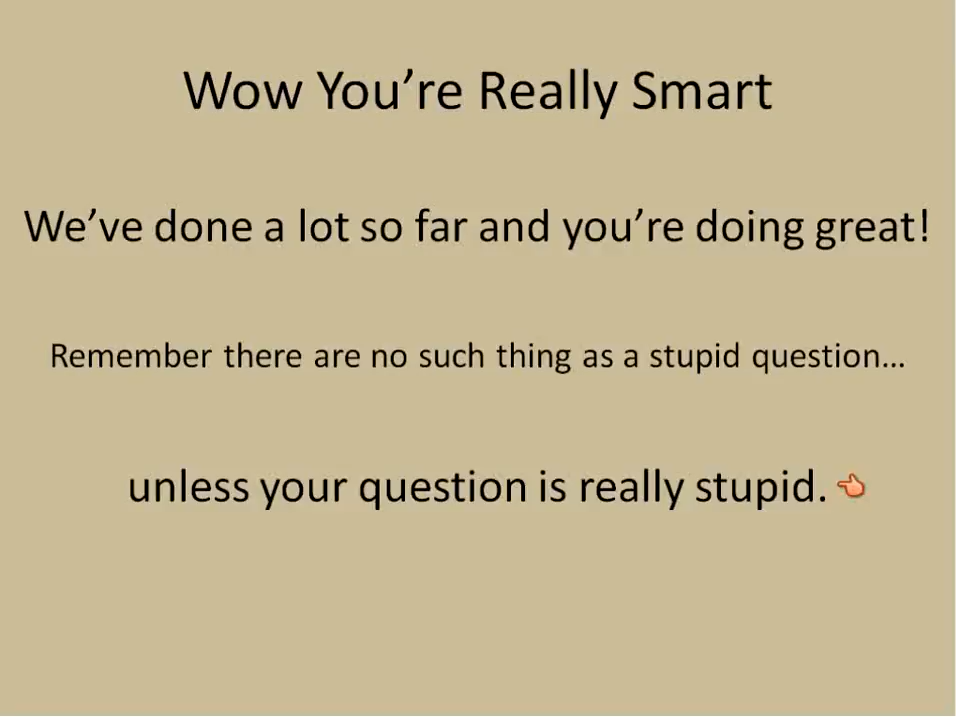 Wow You’re Really Smart
We’ve done a lot so far and you’re doing great!
Remember there are no such thing as a stupid question…
unless your question is really stupid.